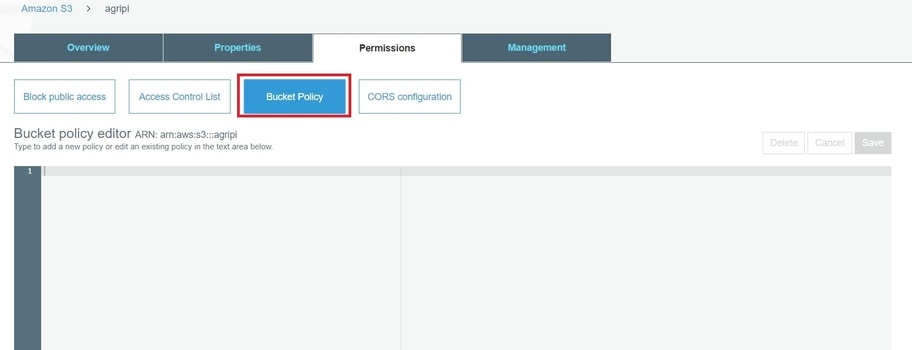 Amazon S3 > agripi
Overview Properties Permissions Management
Block public access Access Control List Bucket Policy CORS configuration
Bucket policy editor ARN: arn:aws:s3:::agripi
Type to add a new policy or edit an existing policy in the text area below.
Delete Cancel Save
1